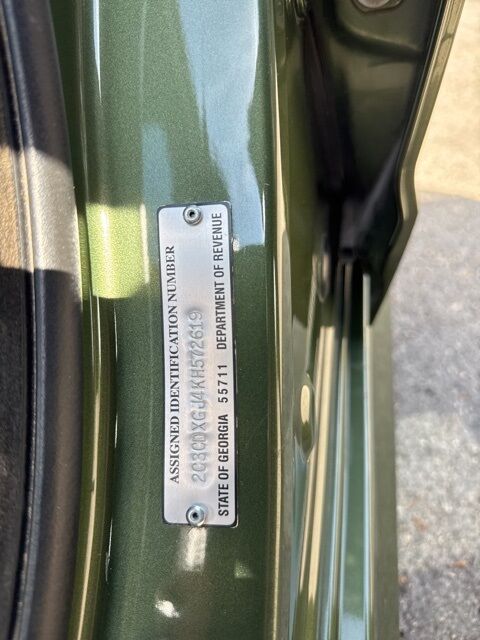 ASSIGNED IDENTIFICATION NUMBER
2C3CDXGJ4KH572619
STATE OF GEORGIA 55711 DEPARTMENT OF REVENUE